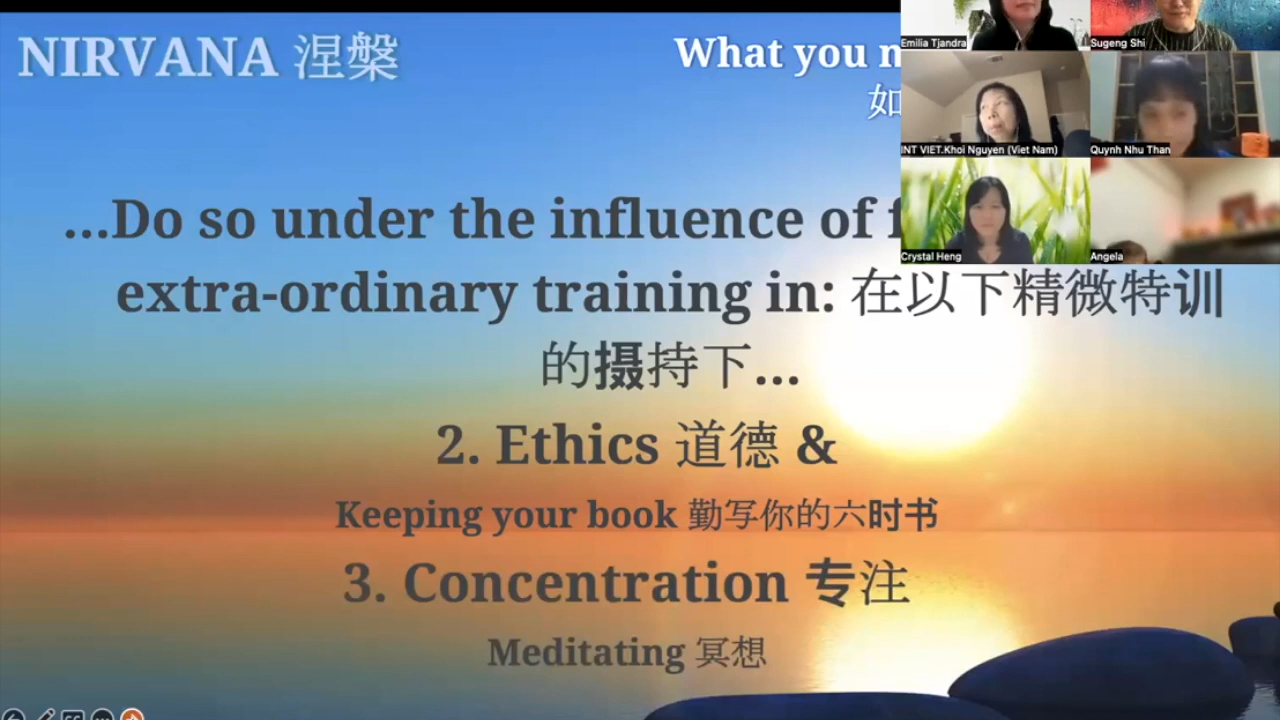 NIRVANA 涅槃
What you
如
...Do so under the influence of
extra-ordinary training in: 在以下精微特训
的摄持下...
2. Ethics 道德 &
Keeping your book 勤写你的六时书
3. Concentration 专注
Meditating 冥想
Emilia Tjandra
Sugeng Shi
INT VIET.Khoi Nguyen (Viet Nam)
Quynh Nhu Than
Crystal Heng
Angela